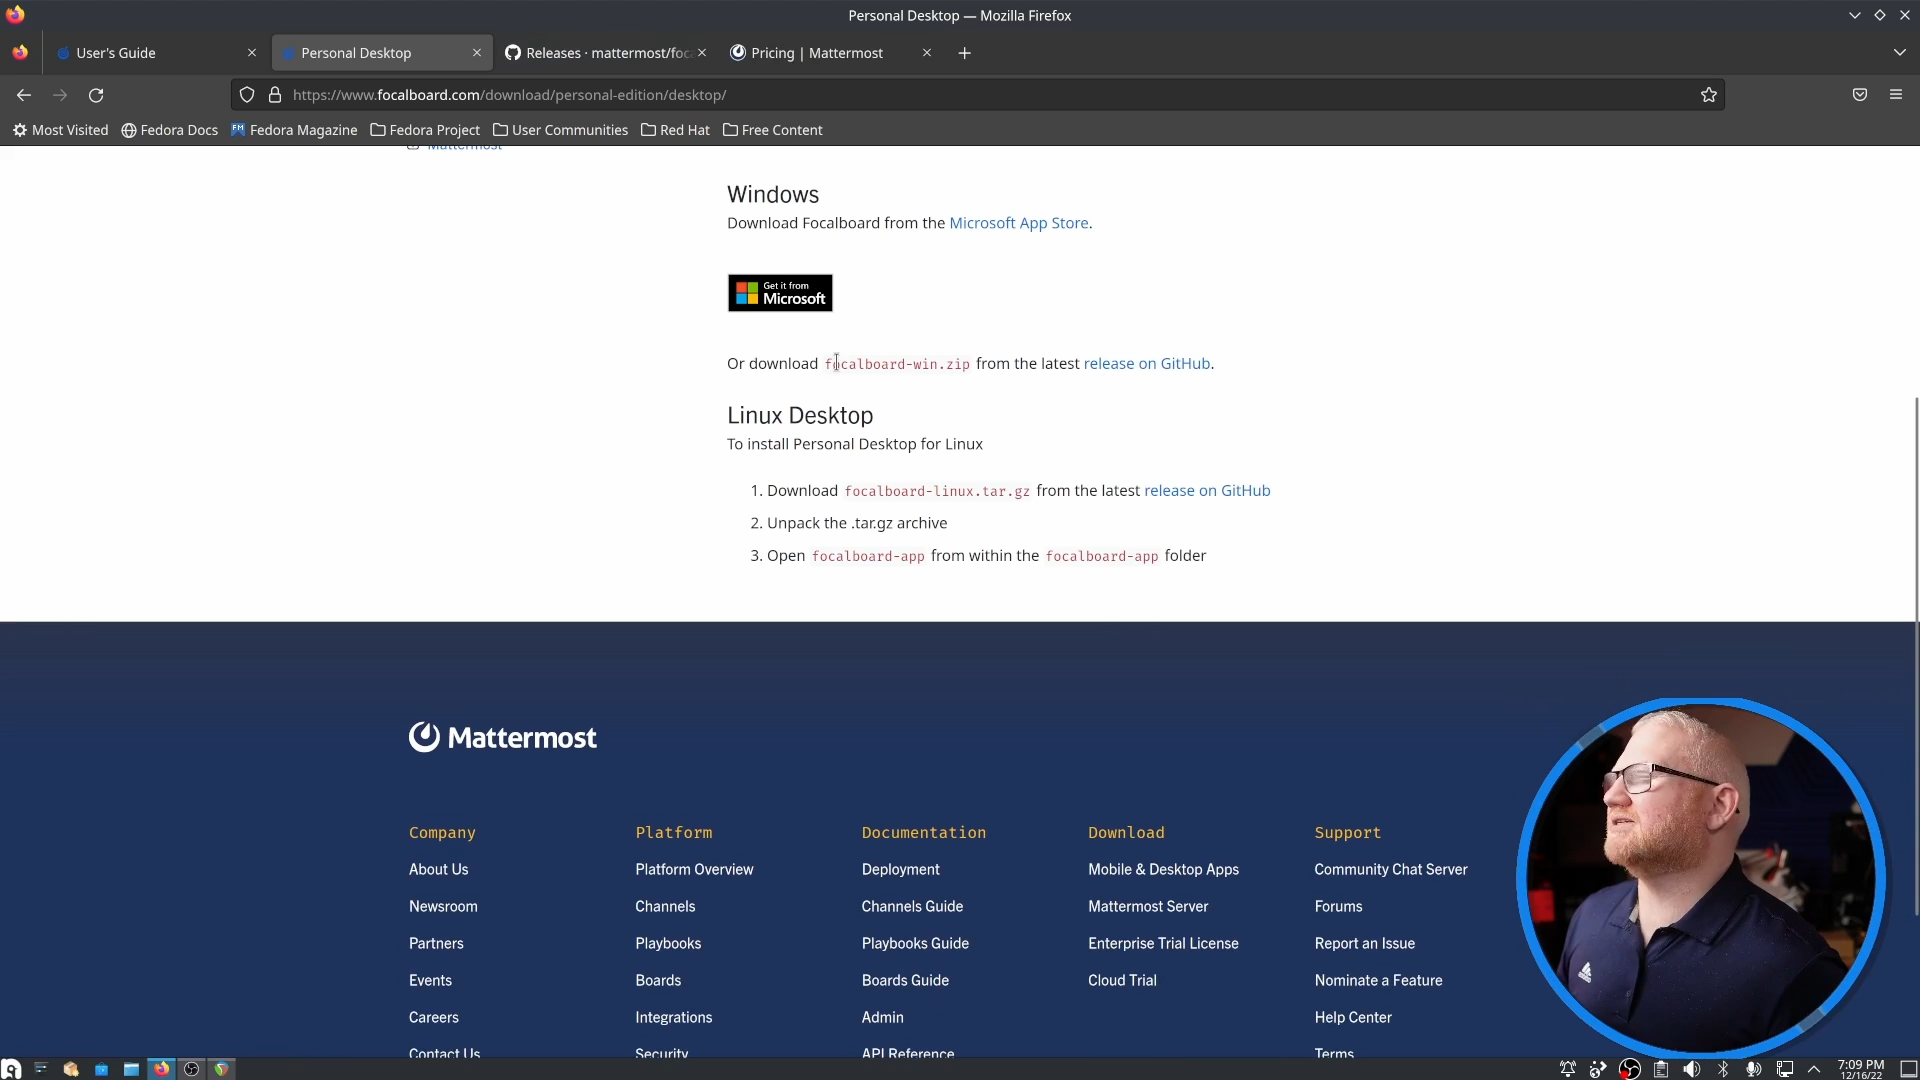 Personal Desktop — Mozilla Firefox
User's Guide
Personal Desktop
Releases · mattermost/foca
Pricing | Mattermost
https://www.focalboard.com/download/personal-edition/desktop/
Most Visited
Fedora Docs
Fedora Magazine
Fedora Project
User Communities
Red Hat
Free Content
Mattermost
Windows
Download Focalboard from the Microsoft App Store.
Get it from
Microsoft
Or download focalboard-win.zip from the latest release on GitHub.
Linux Desktop
To install Personal Desktop for Linux
1. Download focalboard-linux.tar.gz from the latest release on GitHub
2. Unpack the .tar.gz archive
3. Open focalboard-app from within the focalboard-app folder
Mattermost
Company
About Us
Newsroom
Partners
Events
Careers
Contact Us
Platform
Platform Overview
Channels
Playbooks
Boards
Integrations
Security
Documentation
Deployment
Channels Guide
Playbooks Guide
Boards Guide
Admin
API Reference
Download
Mobile & Desktop Apps
Mattermost Server
Enterprise Trial License
Cloud Trial
Support
Community Chat Server
Forums
Report an Issue
Nominate a Feature
Help Center
Terms
7:09 PM
12/16/22